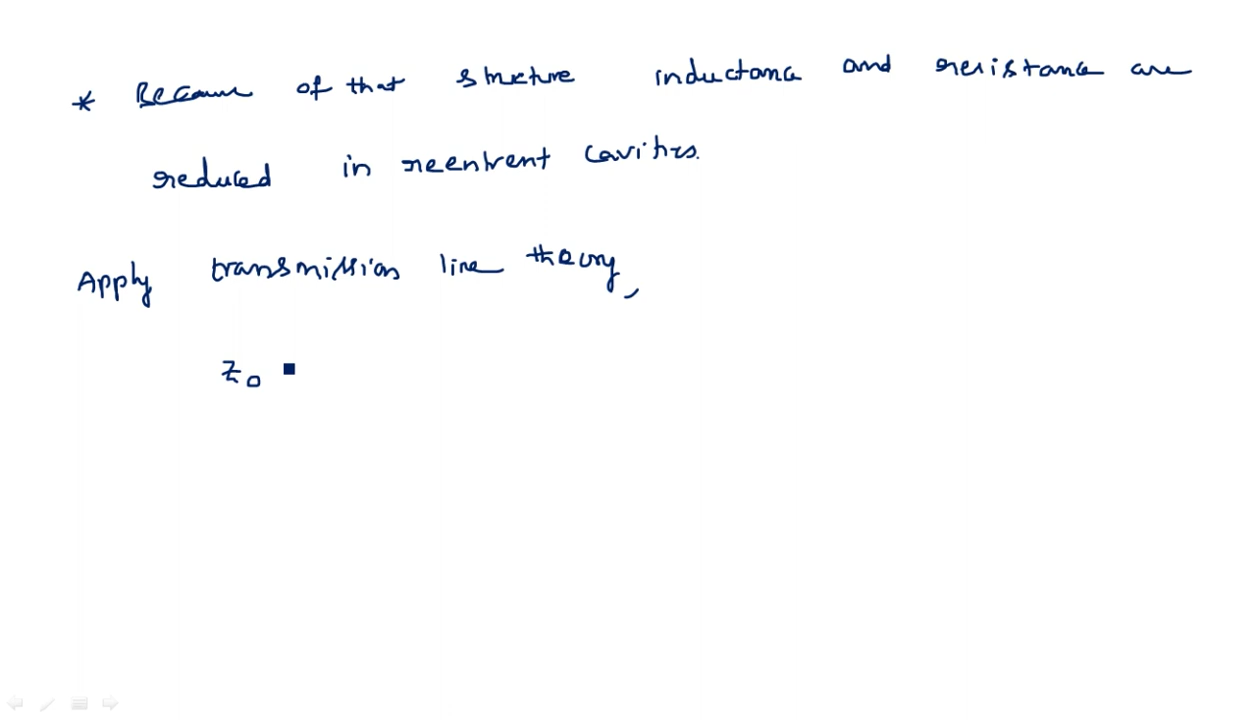 * Because of that structure inductance and resistance are
reduced in reentrent cavities.
Apply transmission line theory,
Z0